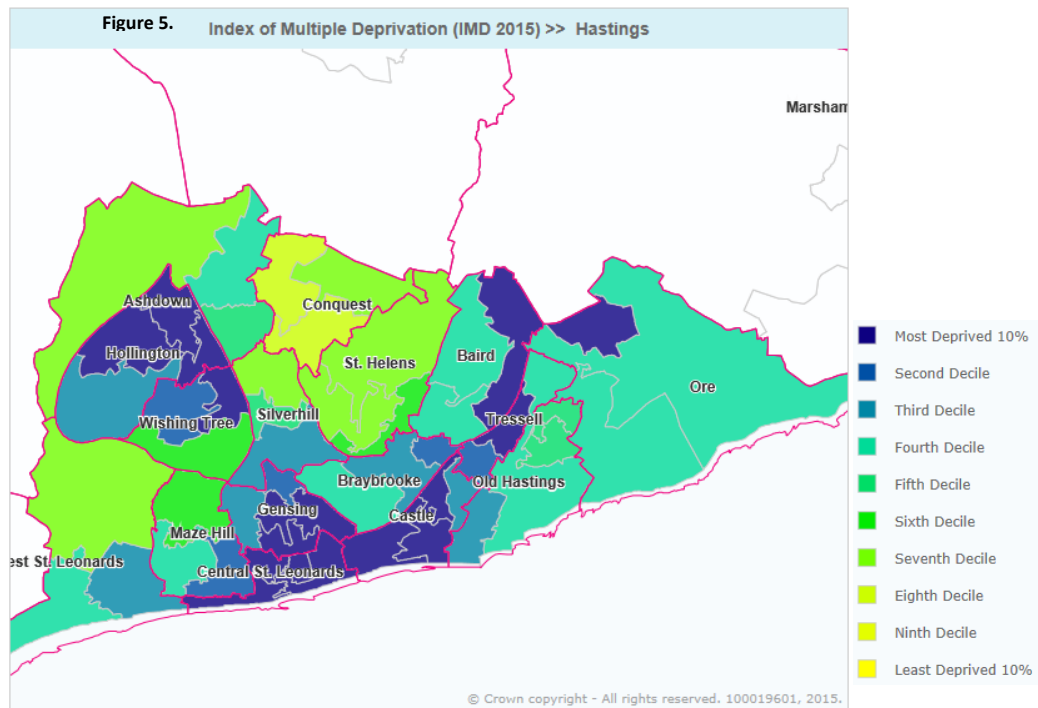 Figure 5. Index of Multiple Deprivation (IMD 2015) >> Hastings
Marsham
Ashdown
Conquest
Hollington
St. Helens
Baird
Ore
Wishing Tree
Silverhill
Tressell
Braybrooke
Old Hastings
Gensing
Castle
Maze Hill
est St. Leonards
Central St. Leonards
Most Deprived 10%
Second Decile
Third Decile
Fourth Decile
Fifth Decile
Sixth Decile
Seventh Decile
Eighth Decile
Ninth Decile
Least Deprived 10%
© Crown copyright - All rights reserved. 100019601, 2015.